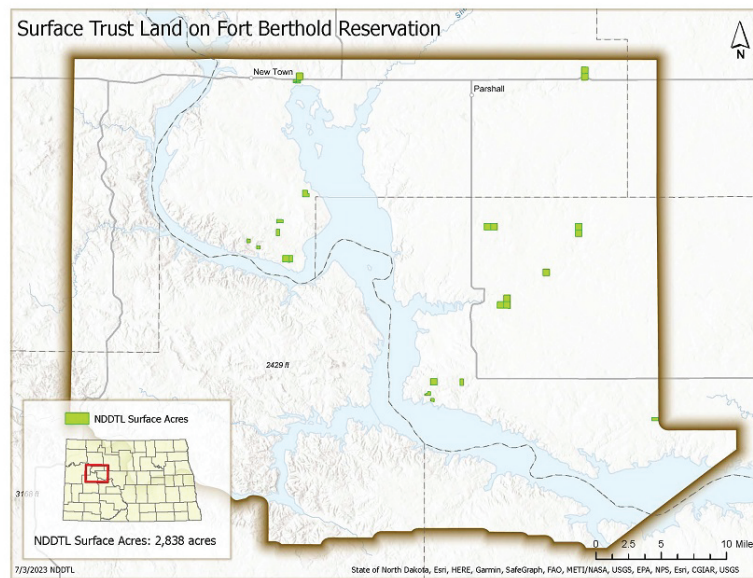 Surface Trust Land on Fort Berthold Reservation
N
New Town
Parshall
2429 ft
NDDTL Surface Acres
NDDTL Surface Acres: 2,838 acres
0 2.5 5 10 Miles
7/3/2023 NDDTL
State of North Dakota, Esri, HERE, Garmin, SafeGraph, FAO, METI/NASA, USGS, EPA, NPS, Esri, CGIAR, USGS